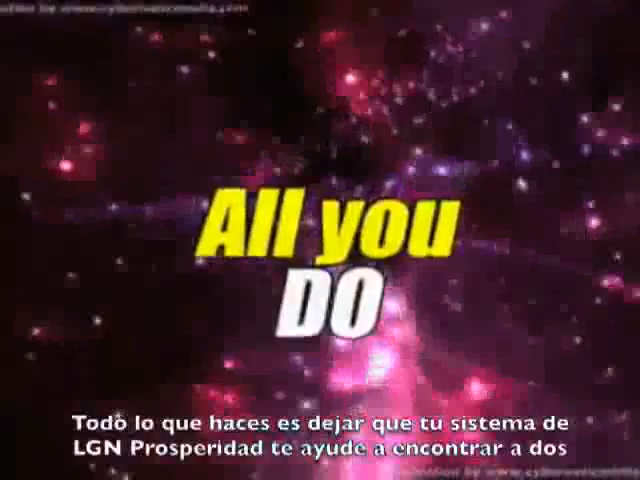 All you
DO
Todo lo que haces es dejar que tu sistema de
LGN Prosperidad te ayude a encontrar a dos